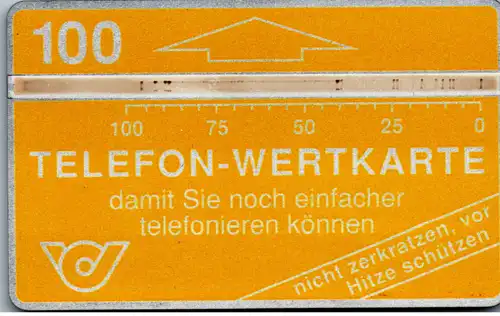 100
100 75 50 25 0
TELEFON-WERTKARTE
damit Sie noch einfacher
telefonieren können
nicht zerkratzen, vor
Hitze schützen